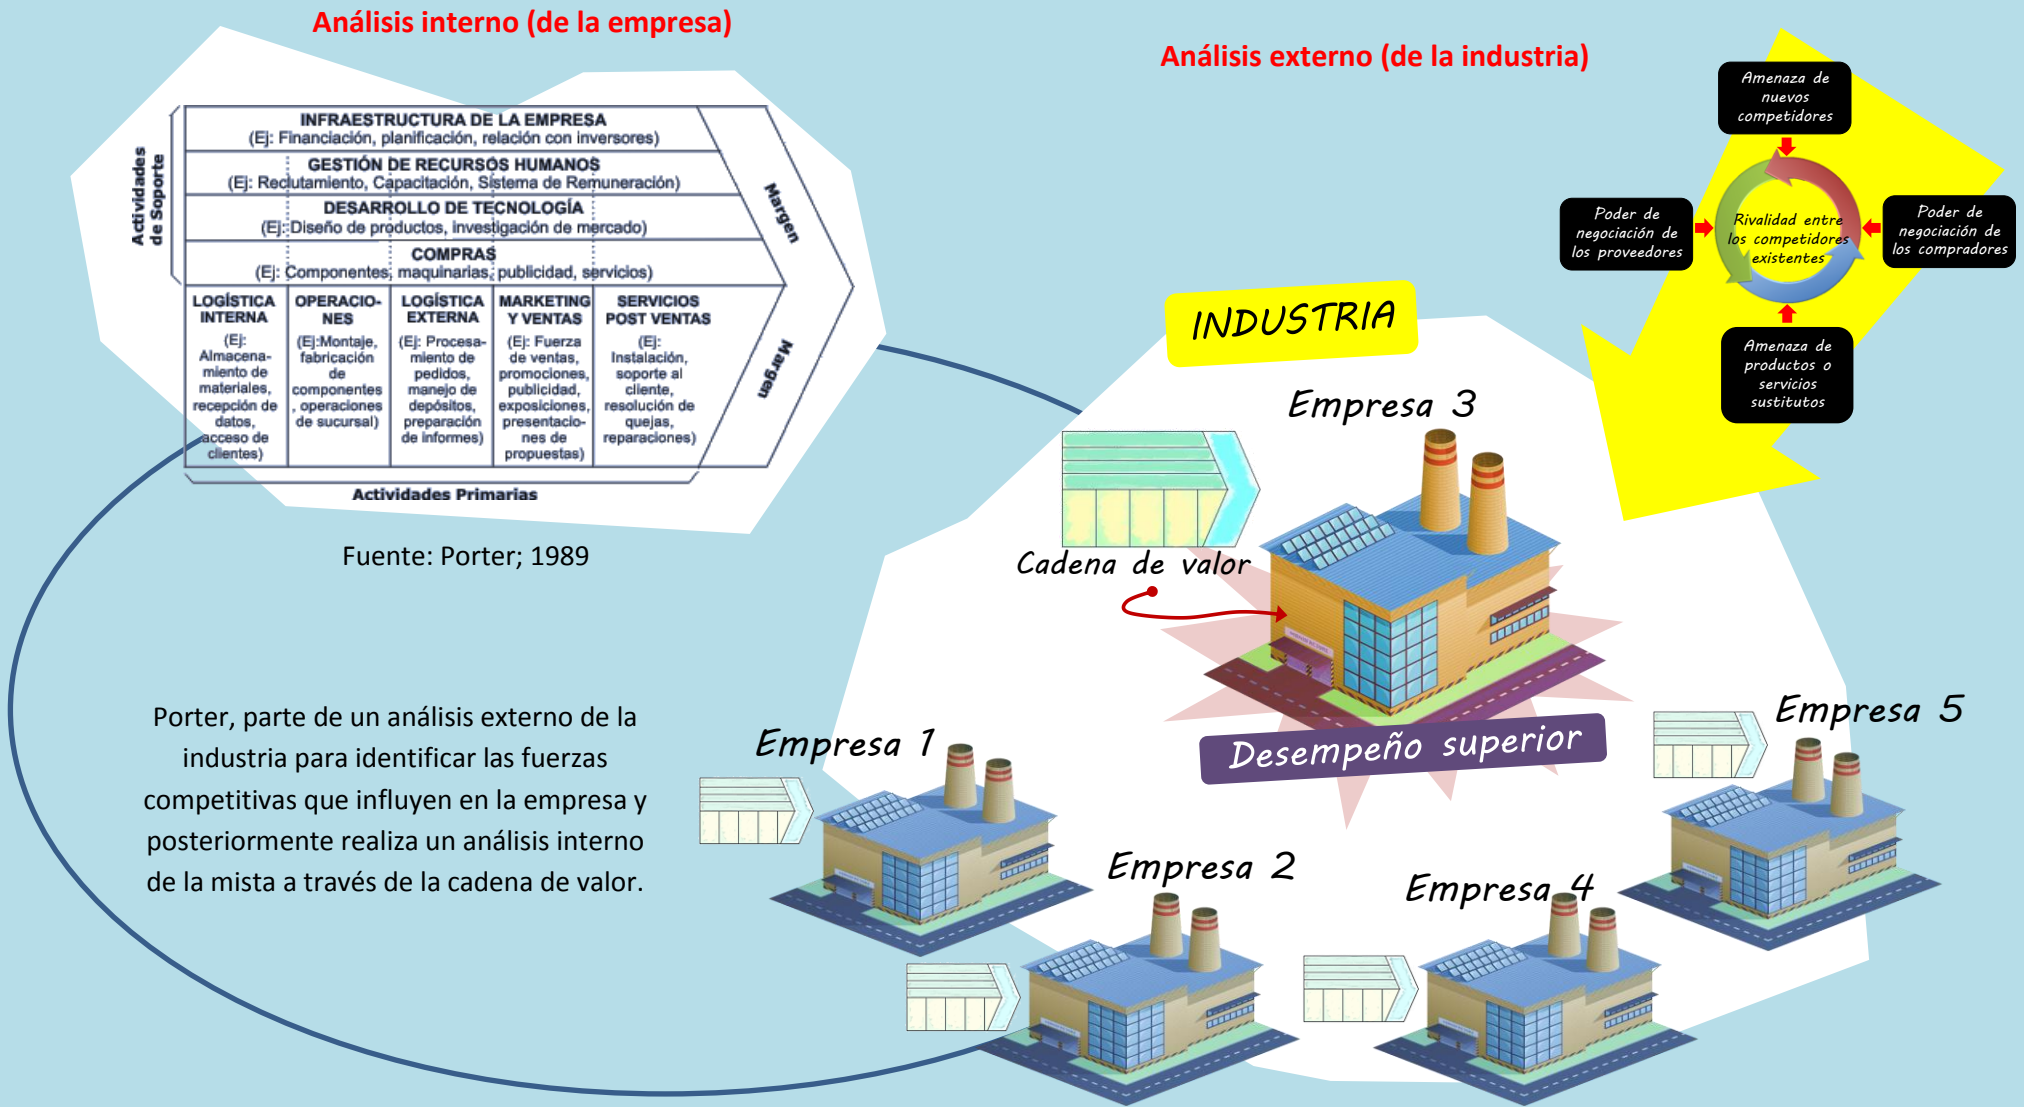 Análisis interno (de la empresa)
Análisis externo (de la industria)
Actividades
de Soporte
INFRAESTRUCTURA DE LA EMPRESA
(Ej: Financiación, planificación, relación con inversores)
GESTIÓN DE RECURSOS HUMANOS
(Ej: Reclutamiento, Capacitación, Sistema de Remuneración)
DESARROLLO DE TECNOLOGÍA
(Ej: Diseño de productos, investigación de mercado)
COMPRAS
(Ej: Componentes, maquinarias, publicidad, servicios)
Margen
Margen
LOGÍSTICA
INTERNA
(Ej:
Almacena-
miento de
materiales,
recepción de
datos,
acceso de
clientes)
OPERACIO-
NES
(Ej:Montaje,
fabricación
de
componentes
, operaciones
de sucursal)
LOGÍSTICA
EXTERNA
(Ej: Procesa-
miento de
pedidos,
manejo de
depósitos,
preparación
de informes)
MARKETING
Y VENTAS
(Ej: Fuerza
de ventas,
promociones,
publicidad,
exposiciones,
presentacio-
nes de
propuestas)
SERVICIOS
POST VENTAS
(Ej:
Instalación,
soporte al
cliente,
resolución de
quejas,
reparaciones)
Actividades Primarias
Fuente: Porter; 1989
Porter, parte de un análisis externo de la
industria para identificar las fuerzas
competitivas que influyen en la empresa y
posteriormente realiza un análisis interno
de la mista a través de la cadena de valor.
Amenaza de
nuevos
competidores
Poder de
negociación de
los proveedores
Rivalidad entre
los competidores
existentes
Poder de
negociación de
los compradores
Amenaza de
productos o
servicios
sustitutos
INDUSTRIA
Empresa 3
Cadena de valor
Desempeño superior
Empresa 1
Empresa 2
Empresa 4
Empresa 5